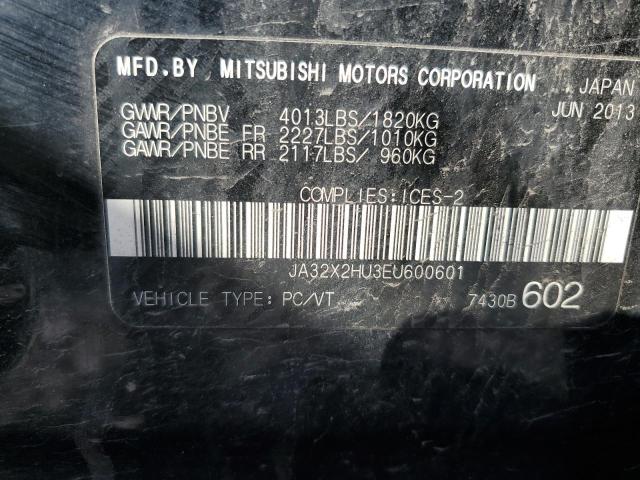 MFD.BY MITSUBISHI MOTORS CORPORATION JAPAN
GWR/PNBV 4013LBS/1820KG JUN 2013
GAWR/PNBE FR 2227LBS/1010KG
GAWR/PNBE RR 2117LBS/ 960KG
COMPLIES:ICES-2
JA32X2HU3EU600601
VEHICLE TYPE: PC/VT 7430B 602